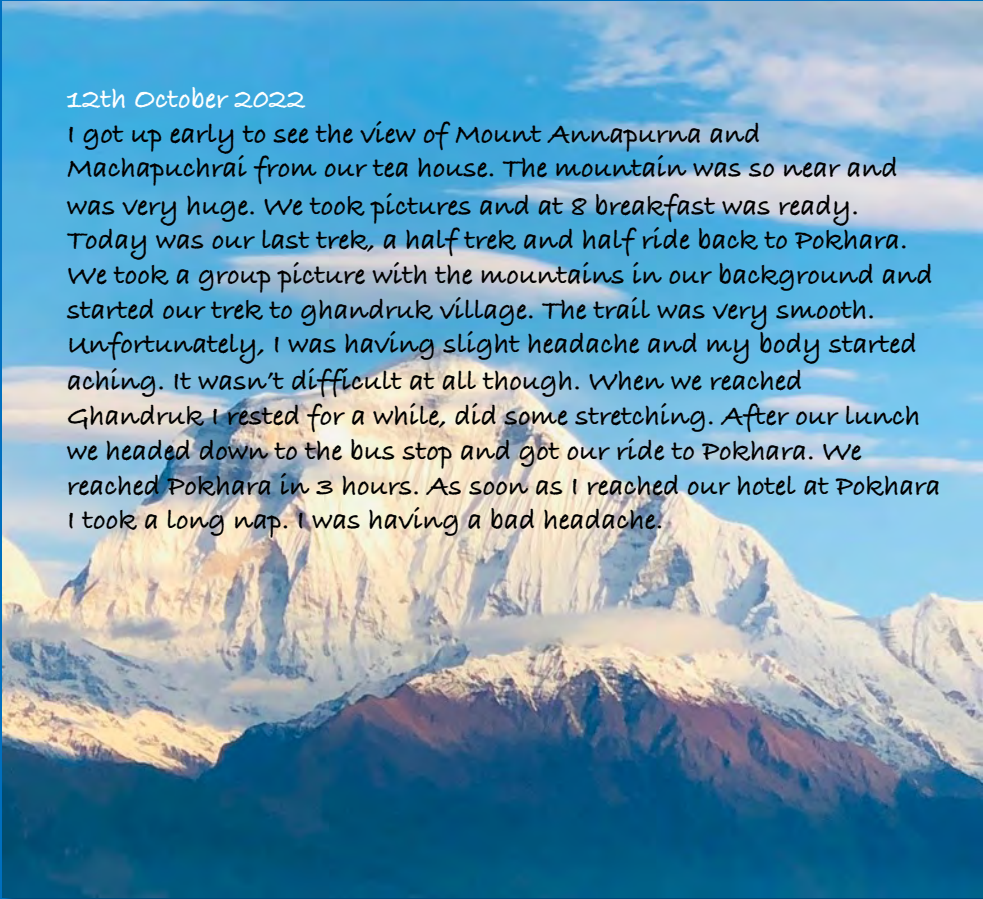 12th October 2022
I got up early to see the view of Mount Annapurna and
Machapuchrai from our tea house. The mountain was so near and
was very huge. We took pictures and at 8 breakfast was ready.
Today was our last trek, a half trek and half ride back to Pokhara.
We took a group picture with the mountains in our background and
started our trek to ghandruk village. The trail was very smooth.
Unfortunately, I was having slight headache and my body started
aching. It wasn't difficult at all though. When we reached
Ghandruk I rested for a while, did some stretching. After our lunch
we headed down to the bus stop and got our ride to Pokhara. We
reached Pokhara in 3 hours. As soon as I reached our hotel at Pokhara
I took a long nap. I was having a bad headache.